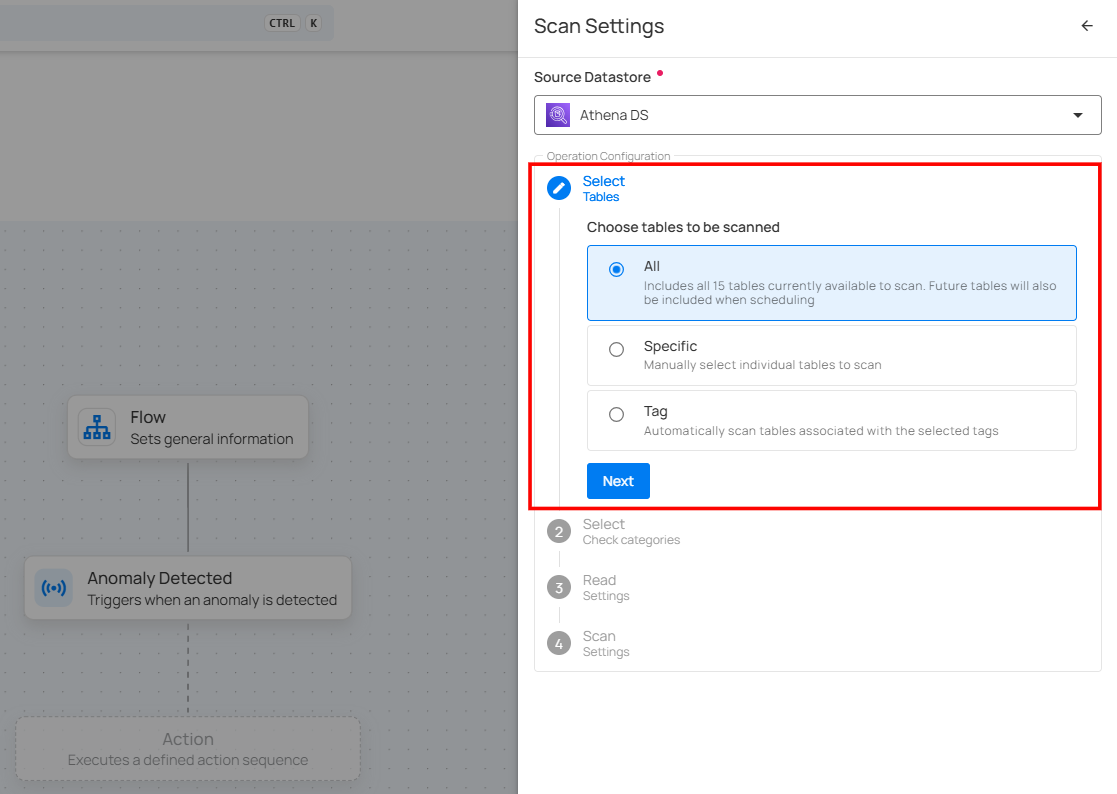 CTRL K
Scan Settings
Source Datastore
Athena DS
Operation Configuration
Select
Tables
Choose tables to be scanned
All
Includes all 15 tables currently available to scan. Future tables will also
be included when scheduling
Specific
Manually select individual tables to scan
Tag
Automatically scan tables associated with the selected tags
Next
2
Select
Check categories
3
Read
Settings
4
Scan
Settings
Flow
Sets general information
Anomaly Detected
Triggers when an anomaly is detected
Action
Executes a defined action sequence